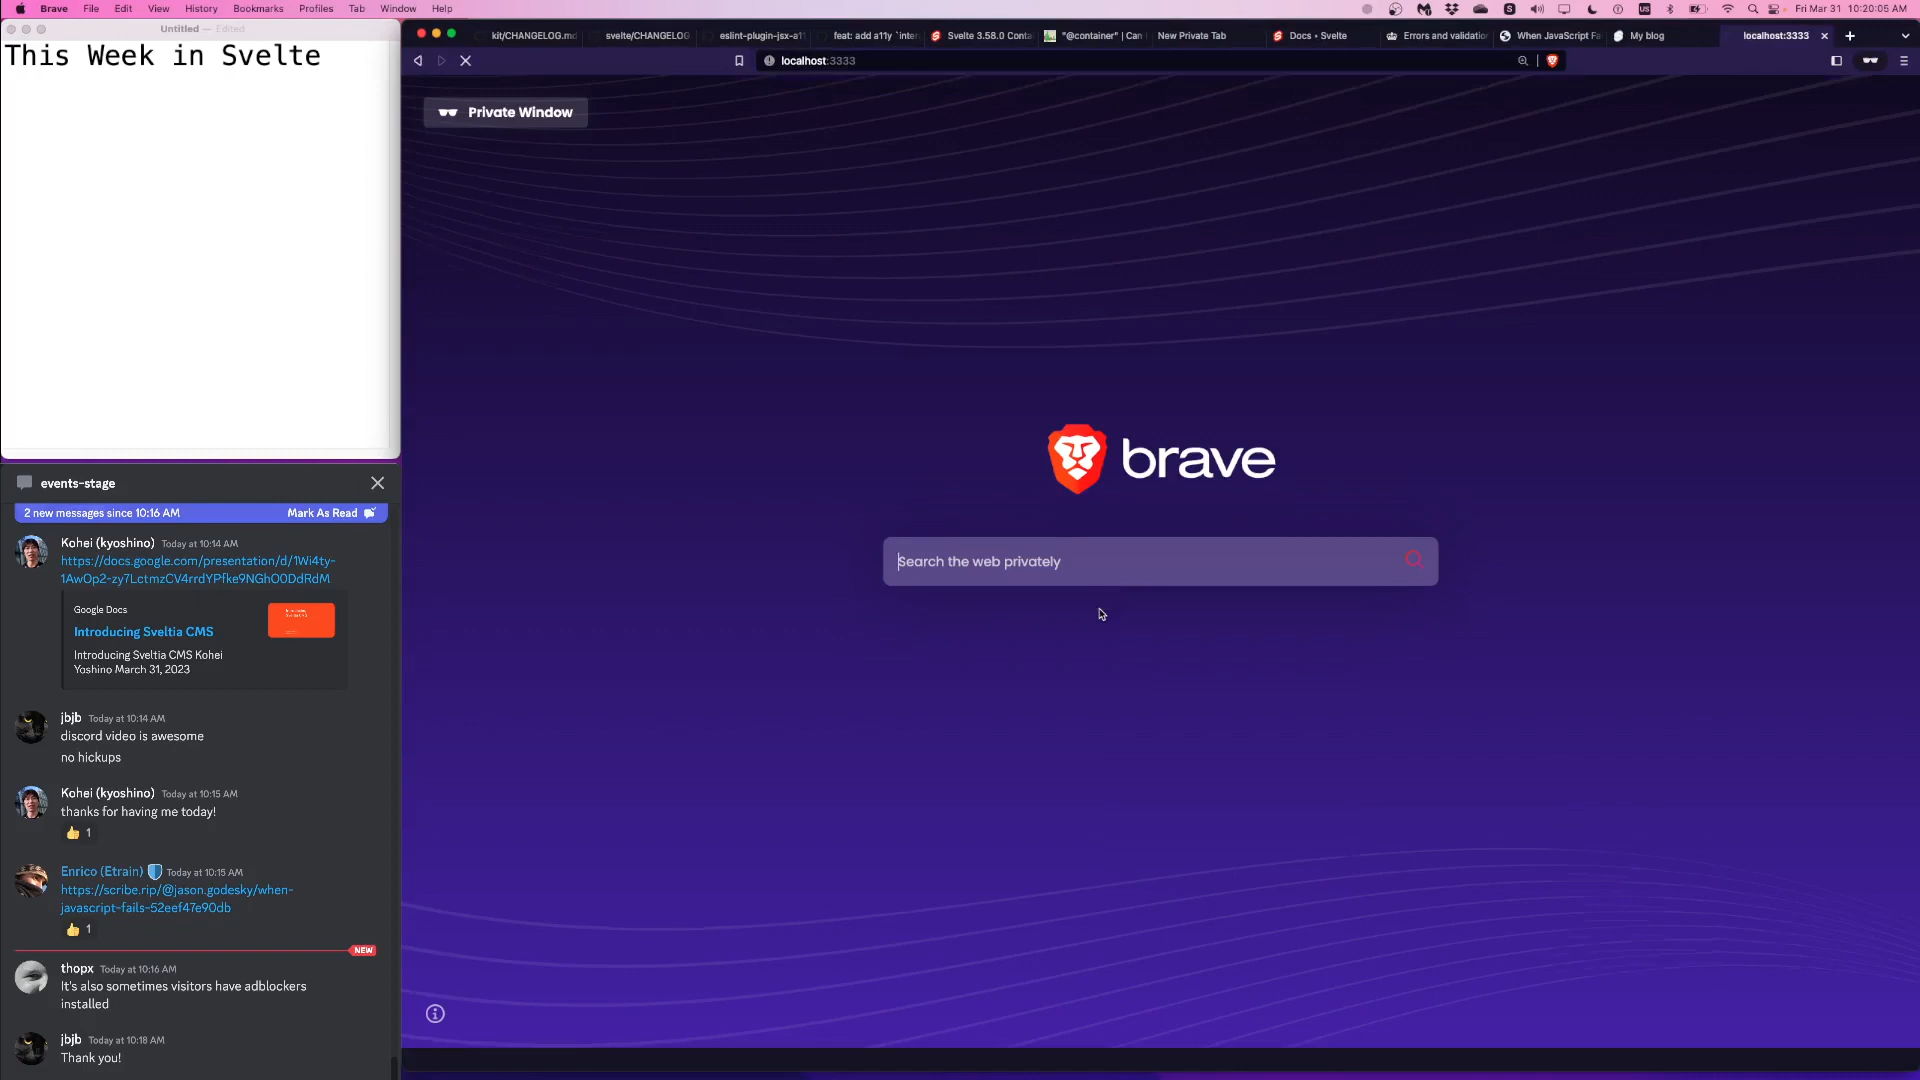 Brave File Edit View History Bookmarks Profiles Tab Window Help
Fri Mar 31 10:20:05 AM
Untitled — Edited
This Week in Svelte
kit/CHANGELOG.md
svelte/CHANGELOG
eslint-plugin-jsx-a11
feat: add a11y `inter
Svelte 3.58.0 Conta
"@container" | Can
New Private Tab
Docs • Svelte
Errors and validation
When JavaScript Fa
My blog
localhost:3333
localhost:3333
Private Window
brave
Search the web privately
events-stage
2 new messages since 10:16 AM Mark As Read
Kohei (kyoshino) Today at 10:14 AM
https://docs.google.com/presentation/d/1Wi4ty-
1AwOp2-zy7LctmzCV4rrdYPfke9NGhO0DdRdM
Google Docs
Introducing Sveltia CMS
Introducing Sveltia CMS Kohei
Yoshino March 31, 2023
jbjb Today at 10:14 AM
discord video is awesome
no hickups
Kohei (kyoshino) Today at 10:15 AM
thanks for having me today!
1
Enrico (Etrain) Today at 10:15 AM
https://scribe.rip/@jason.godesky/when-
javascript-fails-52eef47e90db
1
NEW
thopx Today at 10:16 AM
It's also sometimes visitors have adblockers
installed
jbjb Today at 10:18 AM
Thank you!